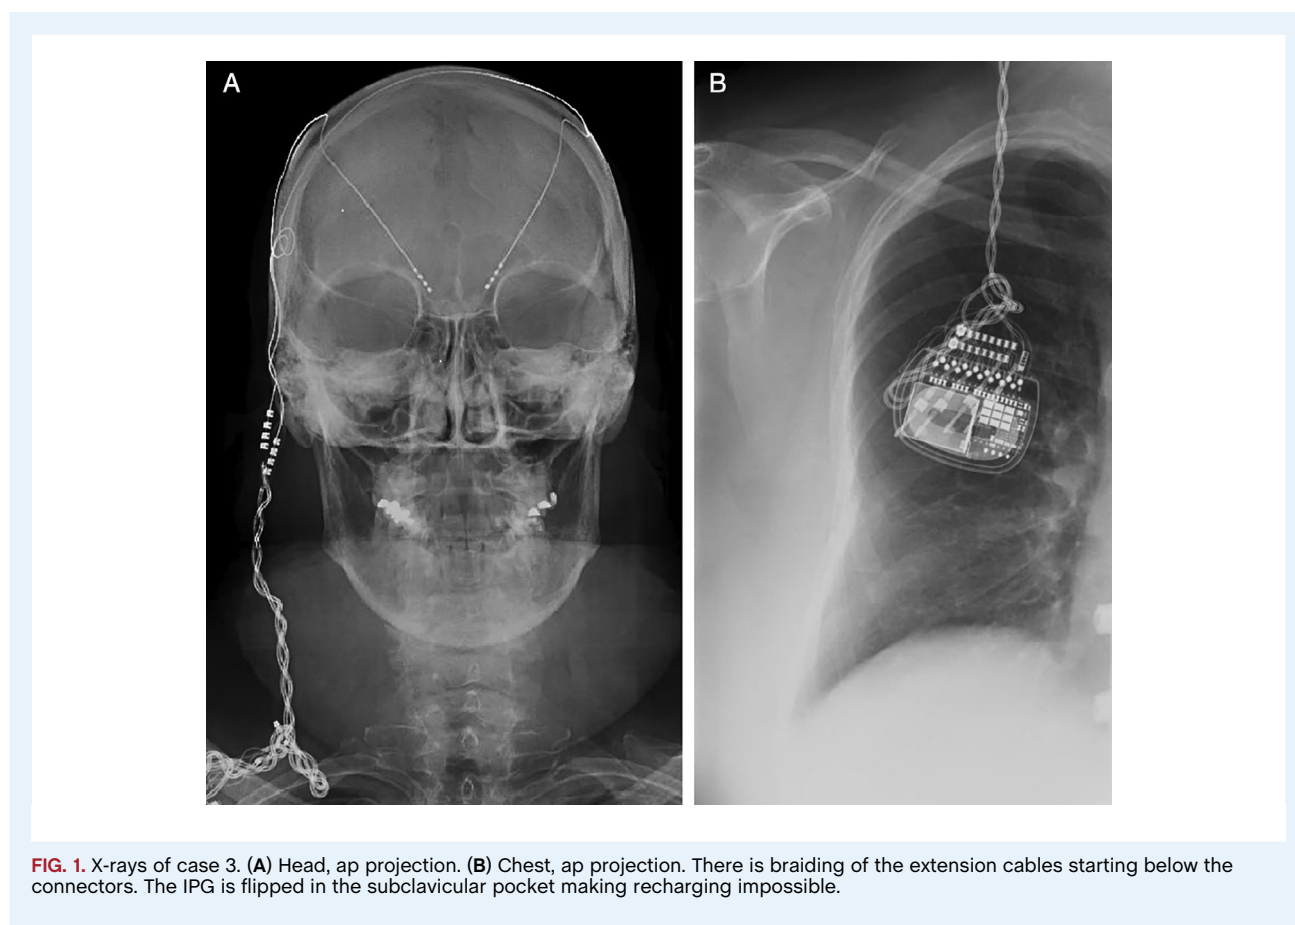 A
B
FIG. 1. X-rays of case 3. (A) Head, ap projection. (B) Chest, ap projection. There is braiding of the extension cables starting below the
connectors. The IPG is flipped in the subclavicular pocket making recharging impossible.